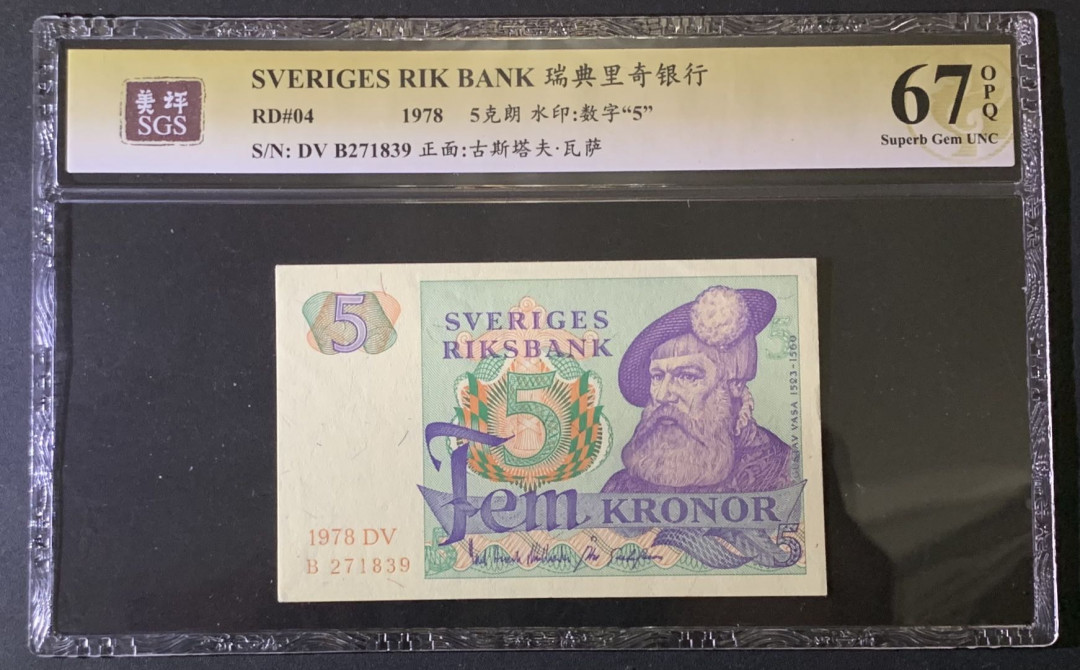 美评
SGS
SVERIGES RIK BANK 瑞典里奇银行
RD#04 1978 5克朗 水印:数字“5”
S/N: DV B271839 正面:古斯塔夫·瓦萨
67 OPQ
Superb Gem UNC
5
SVERIGES
RIKSBANK
5
fem KRONOR
GUSTAV VASA 1523-1560
5
1978 DV
B 271839